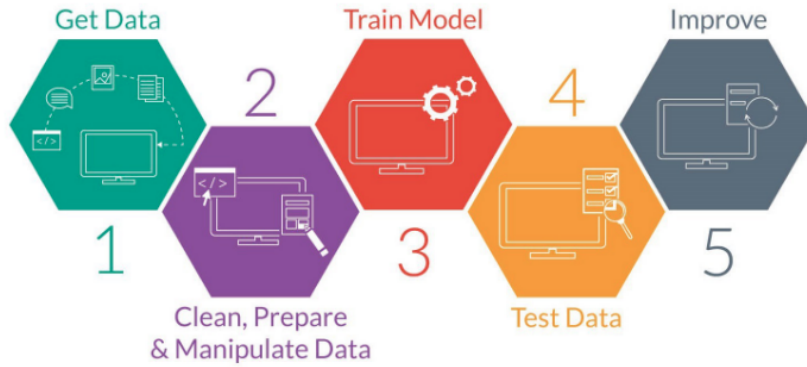 Get Data
1
2
Clean, Prepare
& Manipulate Data
Train Model
3
4
Test Data
Improve
5
</>
</>